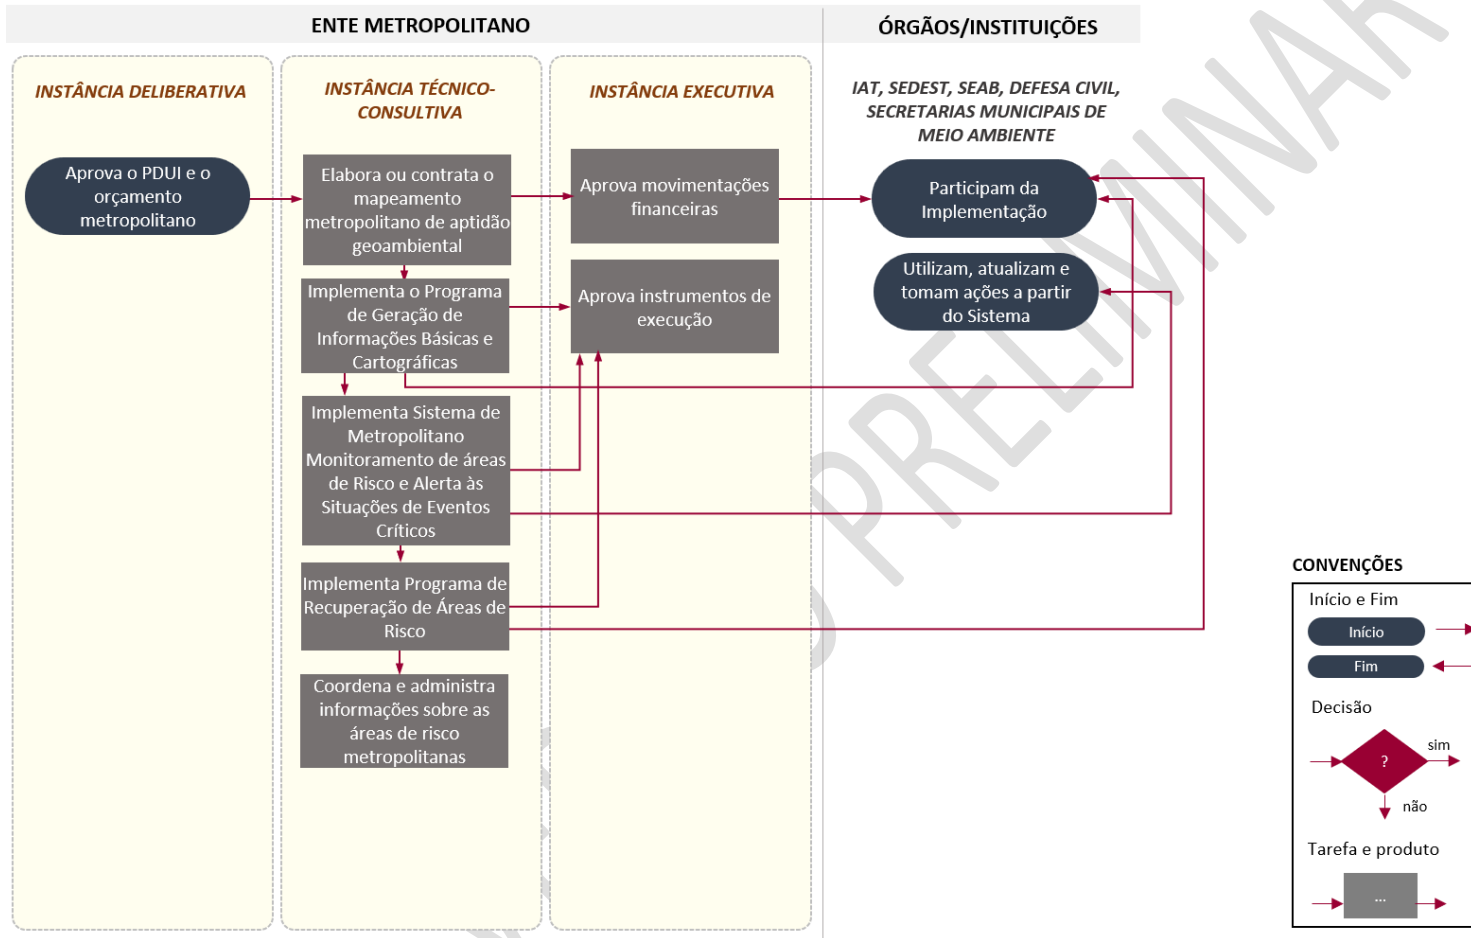 ENTE METROPOLITANO
ÓRGÃOS/INSTITUIÇÕES
INSTÂNCIA DELIBERATIVA
Aprova o PDUI e o
orçamento
metropolitano
INSTÂNCIA TÉCNICO-
CONSULTIVA
Elabora ou contrata o
mapeamento
metropolitano de aptidão
geoambiental
Implementa o Programa
de Geração de
Informações Básicas e
Cartográficas
Implementa Sistema de
Metropolitano
Monitoramento de áreas
de Risco e Alerta às
Situações de Eventos
Críticos
Implementa Programa de
Recuperação de Áreas de
Risco
Coordena e administra
informações sobre as
áreas de risco
metropolitanas
INSTÂNCIA EXECUTIVA
Aprova movimentações
financeiras
Aprova instrumentos de
execução
IAT, SEDEST, SEAB, DEFESA CIVIL,
SECRETARIAS MUNICIPAIS DE
MEIO AMBIENTE
Participam da
Implementação
Utilizam, atualizam e
tomam ações a partir
do Sistema
CONVENÇÕES
Início e Fim
Início
Fim
Decisão
?
sim
não
Tarefa e produto
...
PRELIMINAR